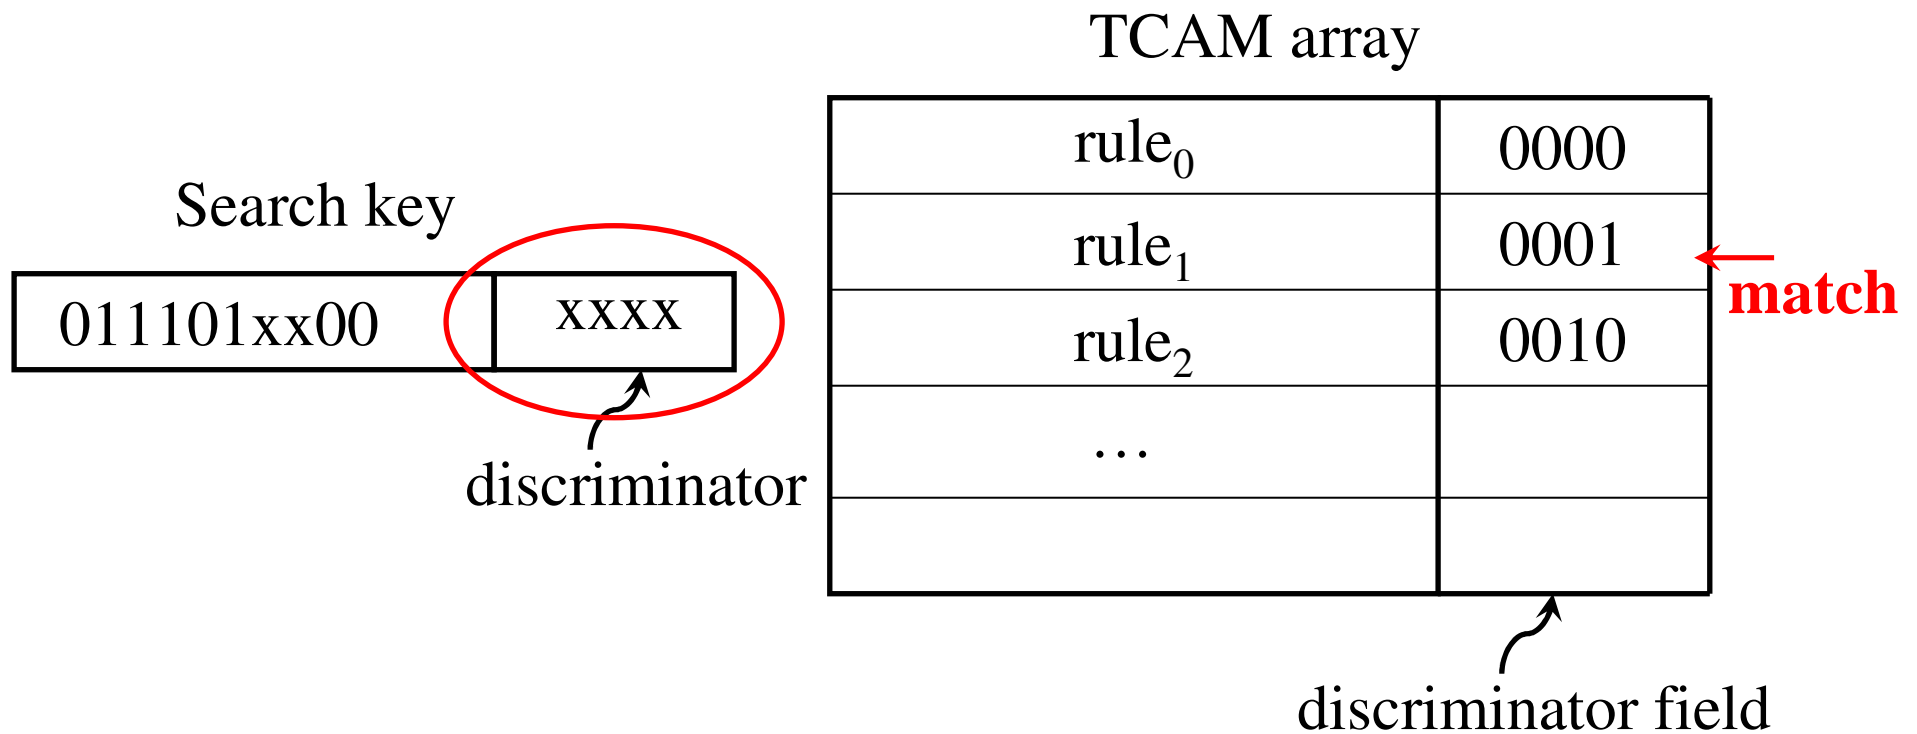 TCAM array
Search key
011101xx00 xxxx
discriminator
rule0 0000
rule1 0001
match
rule2 0010
…
discriminator field